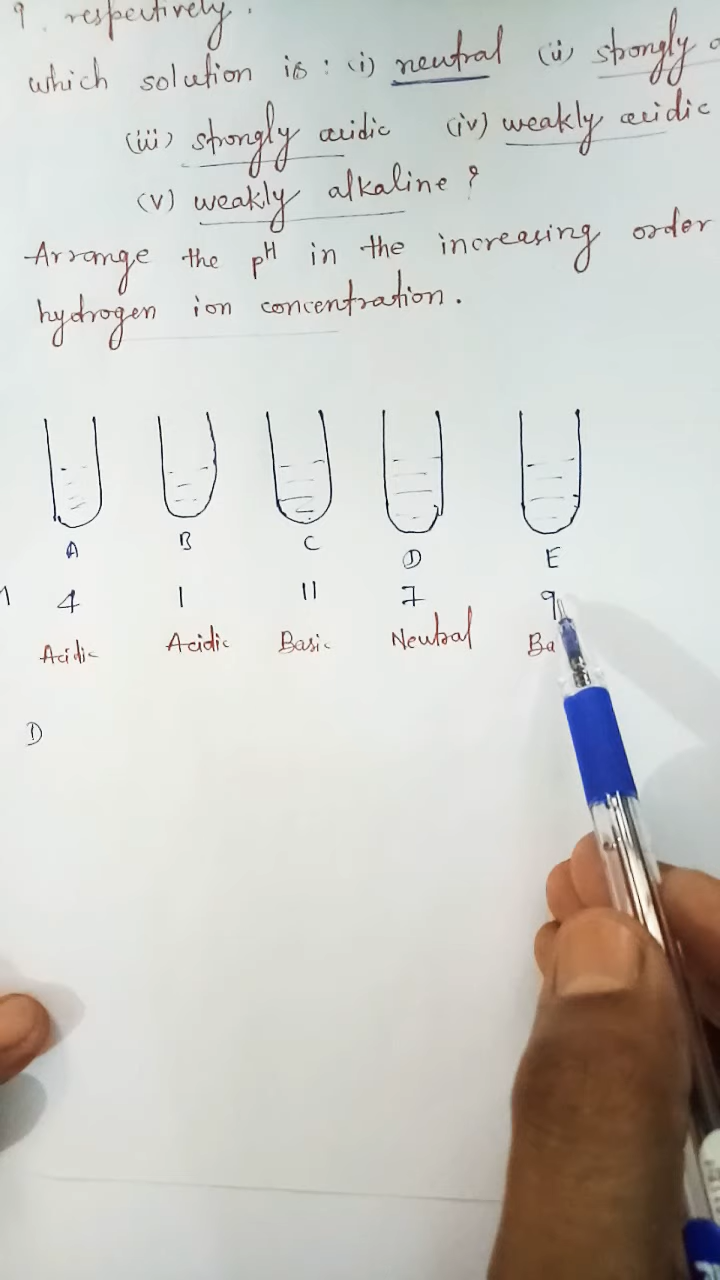 9. respectively.
which solution is : (i) neutral (ii) strongly
(iii) strongly acidic (iv) weakly acidic
(v) weakly alkaline ?
Arrange the pH in the increasing order
hydrogen ion concentration.
A B C D E
4 1 11 7 9
Acidic Acidic Basic Neutral Ba
D